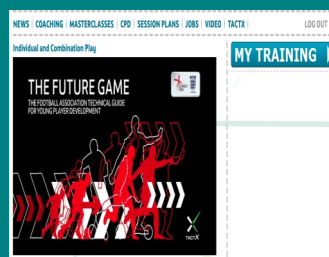 NEWS | COACHING | MASTERCLASSES | CPD | SESSION PLANS | JOBS | VIDEO | TACTX |
LOG OUT
Individual and Combination Play
MY TRAINING
THE FUTURE GAME
THE FOOTBALL ASSOCIATION TECHNICAL GUIDE
FOR YOUNG PLAYER DEVELOPMENT
TACTX